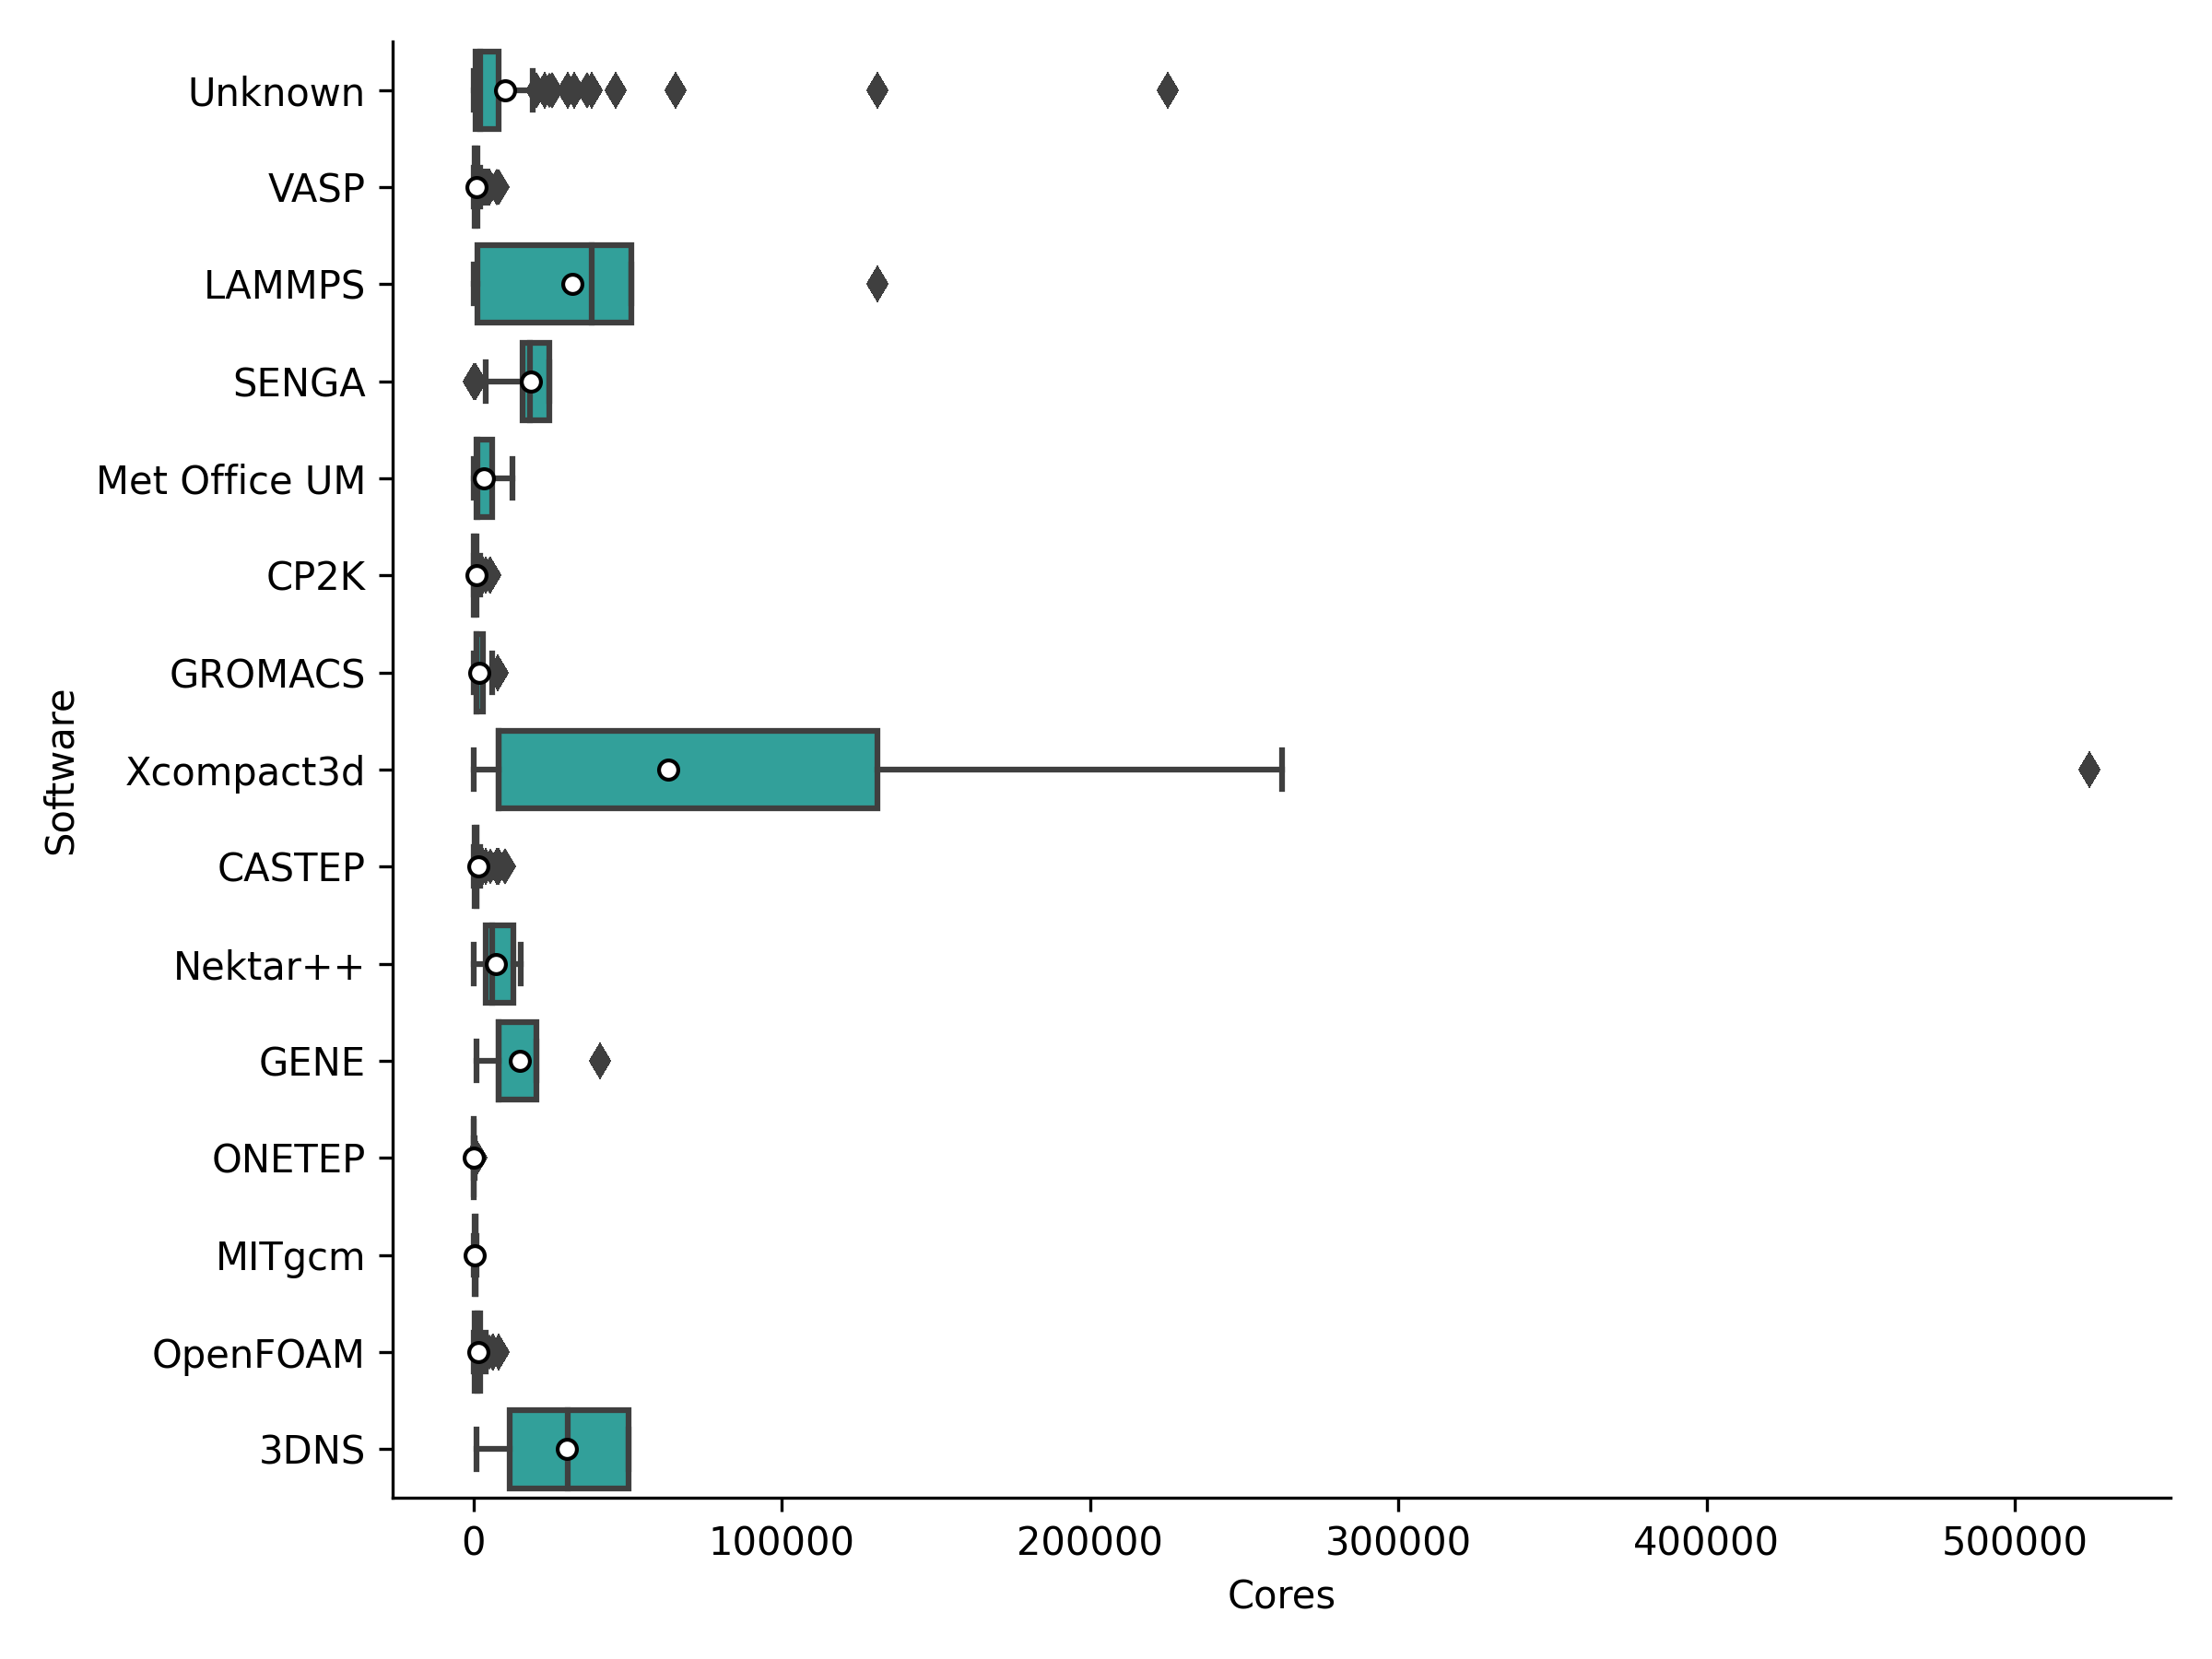 Unknown
VASP
LAMMPS
SENGA
Met Office UM
CP2K
GROMACS
Xcompact3d
CASTEP
Nektar++
GENE
ONETEP
MITgcm
OpenFOAM
3DNS
Software
0 100000 200000 300000 400000 500000
Cores